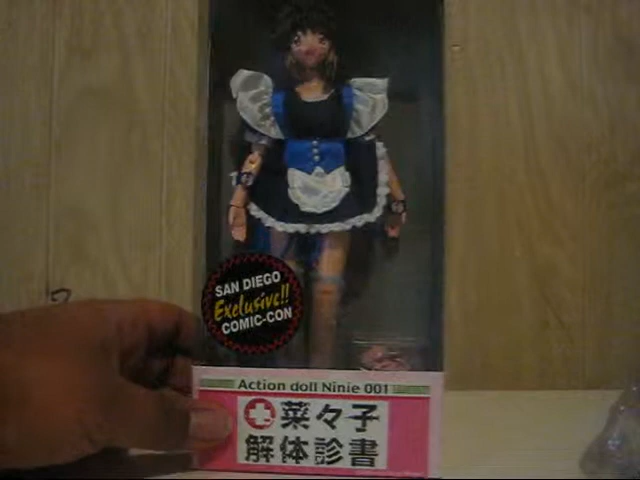 SAN DIEGO
Exclusive!!
COMIC-CON
Action doll Ninie 001
菜々子
解体診書